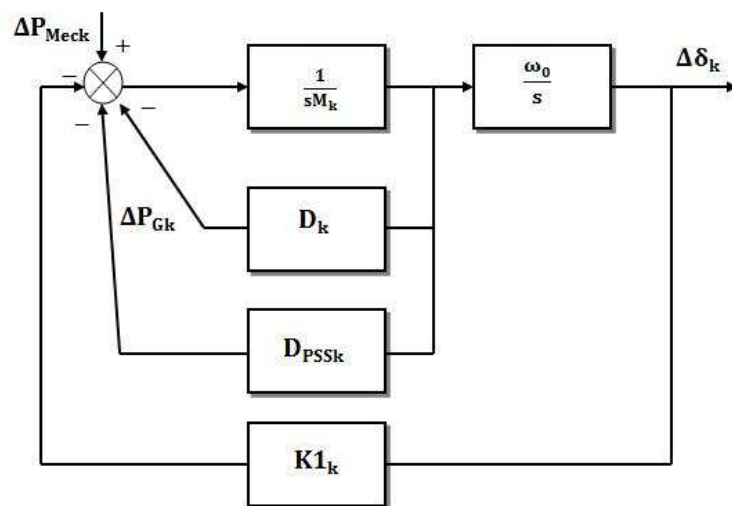 ΔP_Meck
+
−
−
−
1
sM_k
ω_0
s
Δδ_k
ΔP_Gk
D_k
D_PSSk
K1_k